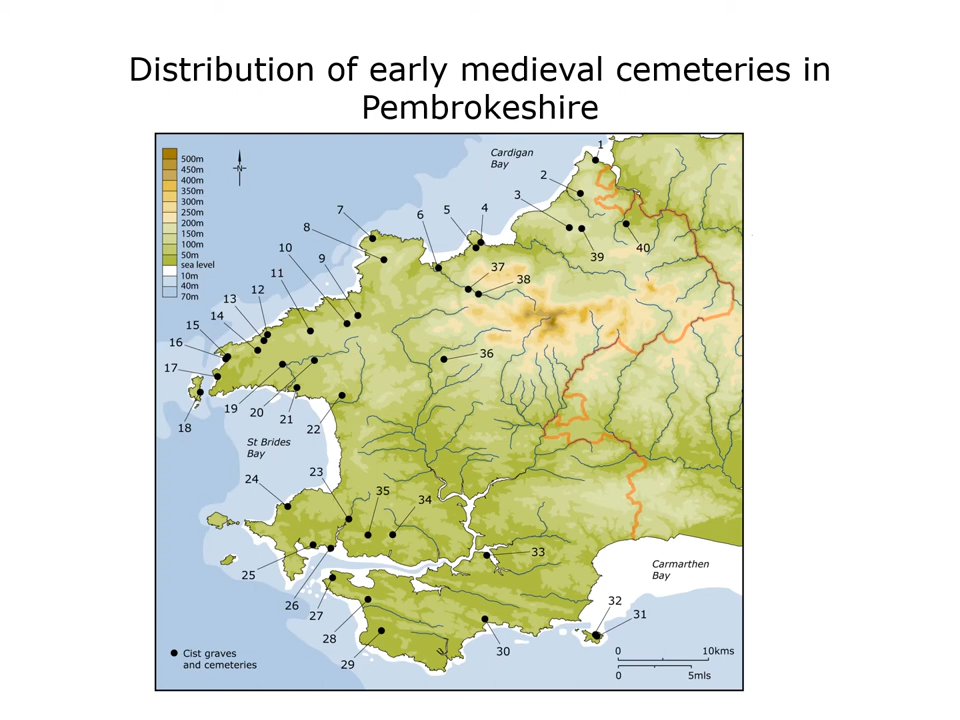 Distribution of early medieval cemeteries in
Pembrokeshire
500m
450m
400m
350m
300m
250m
200m
150m
100m
50m
sea level
10m
40m
70m
N
Cardigan
Bay
1
2
3
4
5
6
7
8
9
10
11
12
13
14
15
16
17
18
19
20
21
22
23
24
25
26
27
28
29
30
31
32
33
34
35
36
37
38
39
40
St Brides
Bay
Carmarthen
Bay
Cist graves
and cemeteries
0 10kms
0 5mls